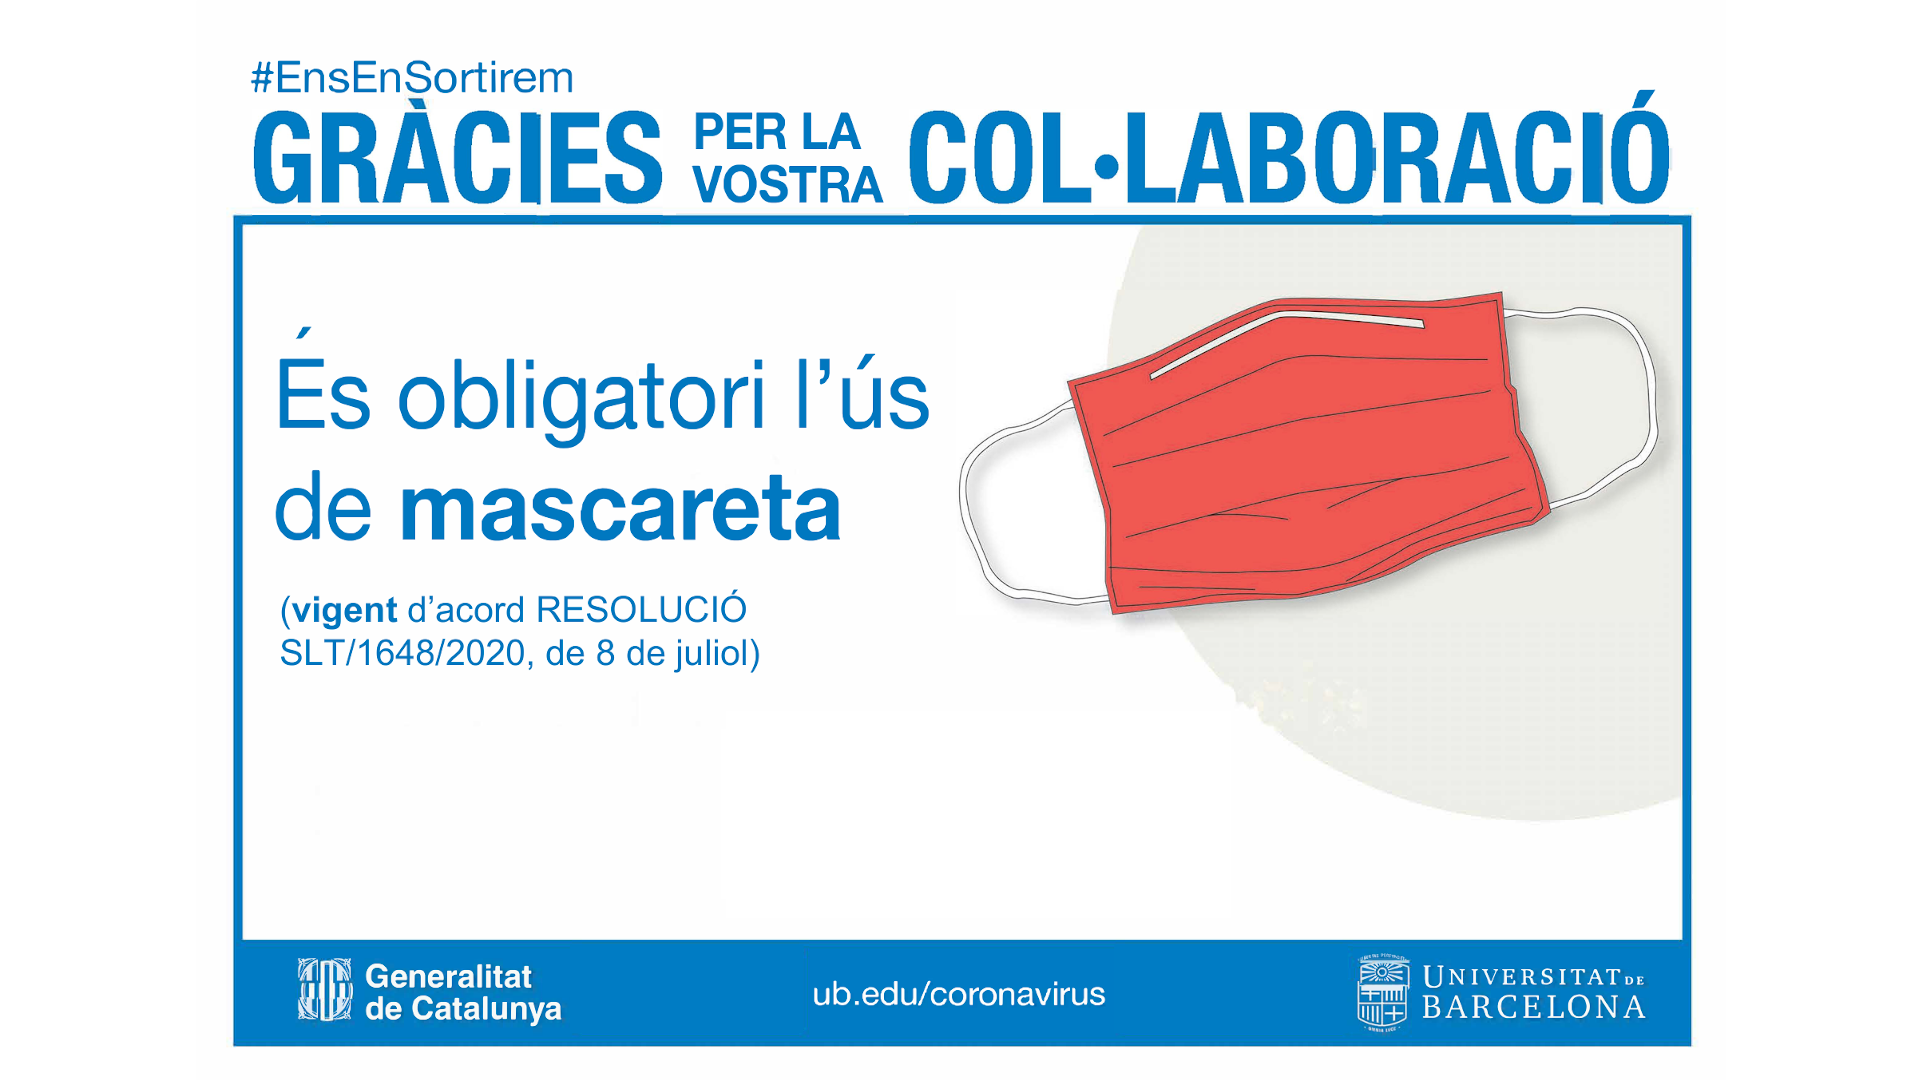 #EnsEnSortirem
GRÀCIES PER LA VOSTRA COL·LABORACIÓ
És obligatori l’ús
de mascareta
(vigent d’acord RESOLUCIÓ
SLT/1648/2020, de 8 de juliol)
Generalitat
de Catalunya
ub.edu/coronavirus
UNIVERSITAT DE
BARCELONA